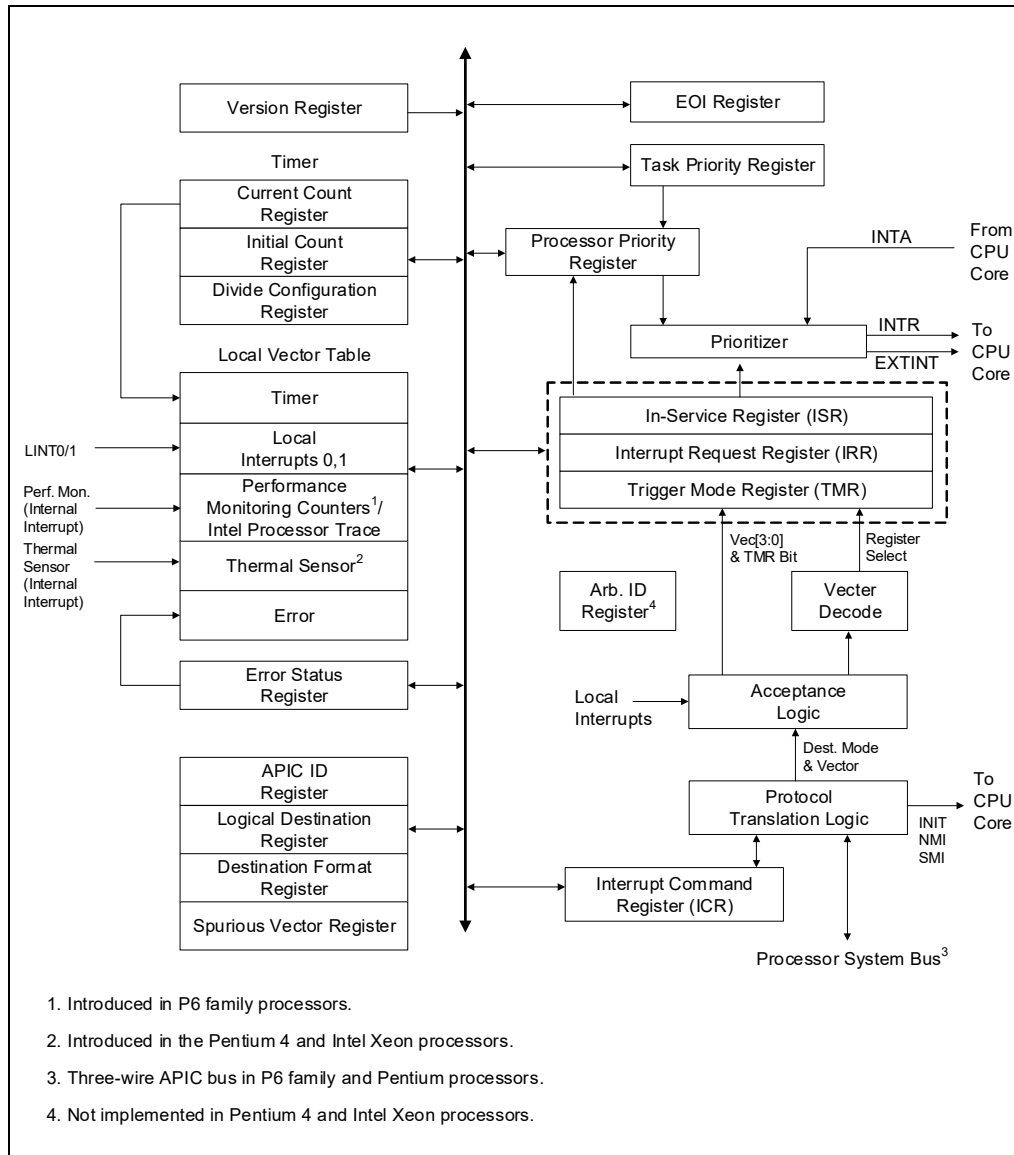 Version Register
EOI Register
Timer
Task Priority Register
Current Count
Register
Initial Count
Register
Divide Configuration
Register
Processor Priority
Register
INTA
From
CPU
Core
Prioritizer
INTR
EXTINT
To
CPU
Core
Local Vector Table
Timer
Local
Interrupts 0,1
Performance
Monitoring Counters1/
Intel Processor Trace
Thermal Sensor2
Error
LINT0/1
Perf. Mon.
(Internal
Interrupt)
Thermal
Sensor
(Internal
Interrupt)
In-Service Register (ISR)
Interrupt Request Register (IRR)
Trigger Mode Register (TMR)
Vec[3:0]
& TMR Bit
Register
Select
Arb. ID
Register4
Vecter
Decode
Error Status
Register
Local
Interrupts
Acceptance
Logic
Dest. Mode
& Vector
APIC ID
Register
Logical Destination
Register
Destination Format
Register
Spurious Vector Register
Protocol
Translation Logic
INIT
NMI
SMI
To
CPU
Core
Interrupt Command
Register (ICR)
Processor System Bus3
1. Introduced in P6 family processors.
2. Introduced in the Pentium 4 and Intel Xeon processors.
3. Three-wire APIC bus in P6 family and Pentium processors.
4. Not implemented in Pentium 4 and Intel Xeon processors.